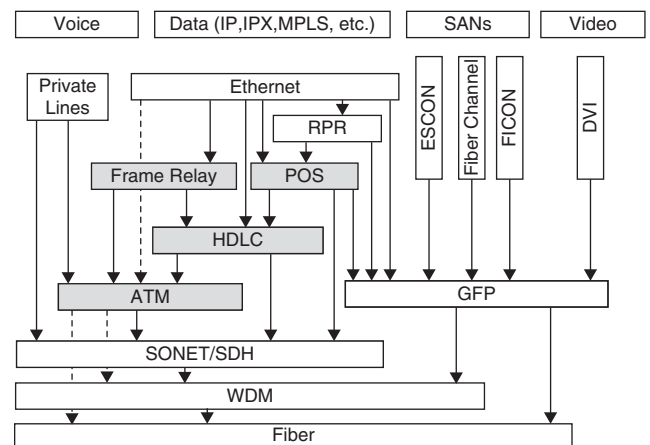 Voice
Data (IP,IPX,MPLS, etc.)
SANs
Video
Private
Lines
Ethernet
RPR
ESCON
Fiber Channel
FICON
DVI
Frame Relay
POS
HDLC
ATM
GFP
SONET/SDH
WDM
Fiber